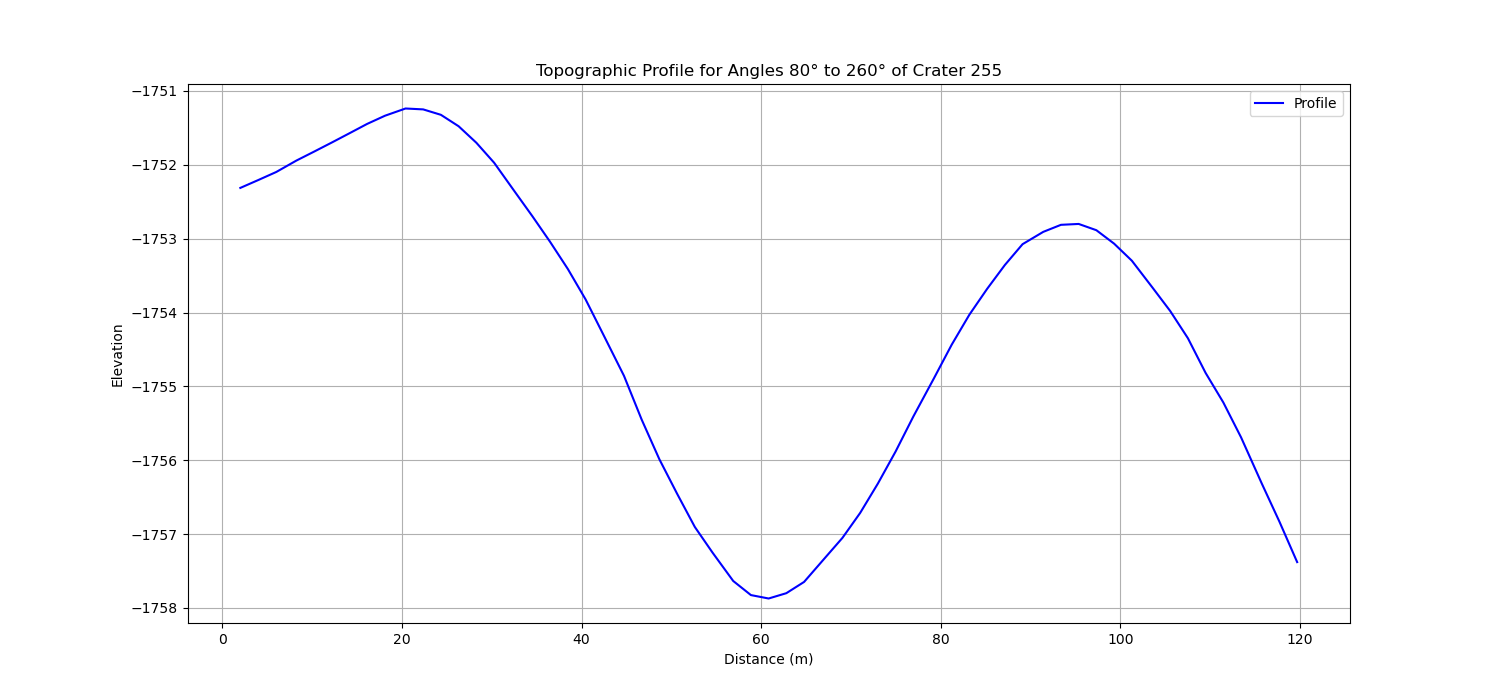 Topographic Profile for Angles 80° to 260° of Crater 255
Profile
−1751
−1752
−1753
−1754
−1755
−1756
−1757
−1758
Elevation
0 20 40 60 80 100 120
Distance (m)